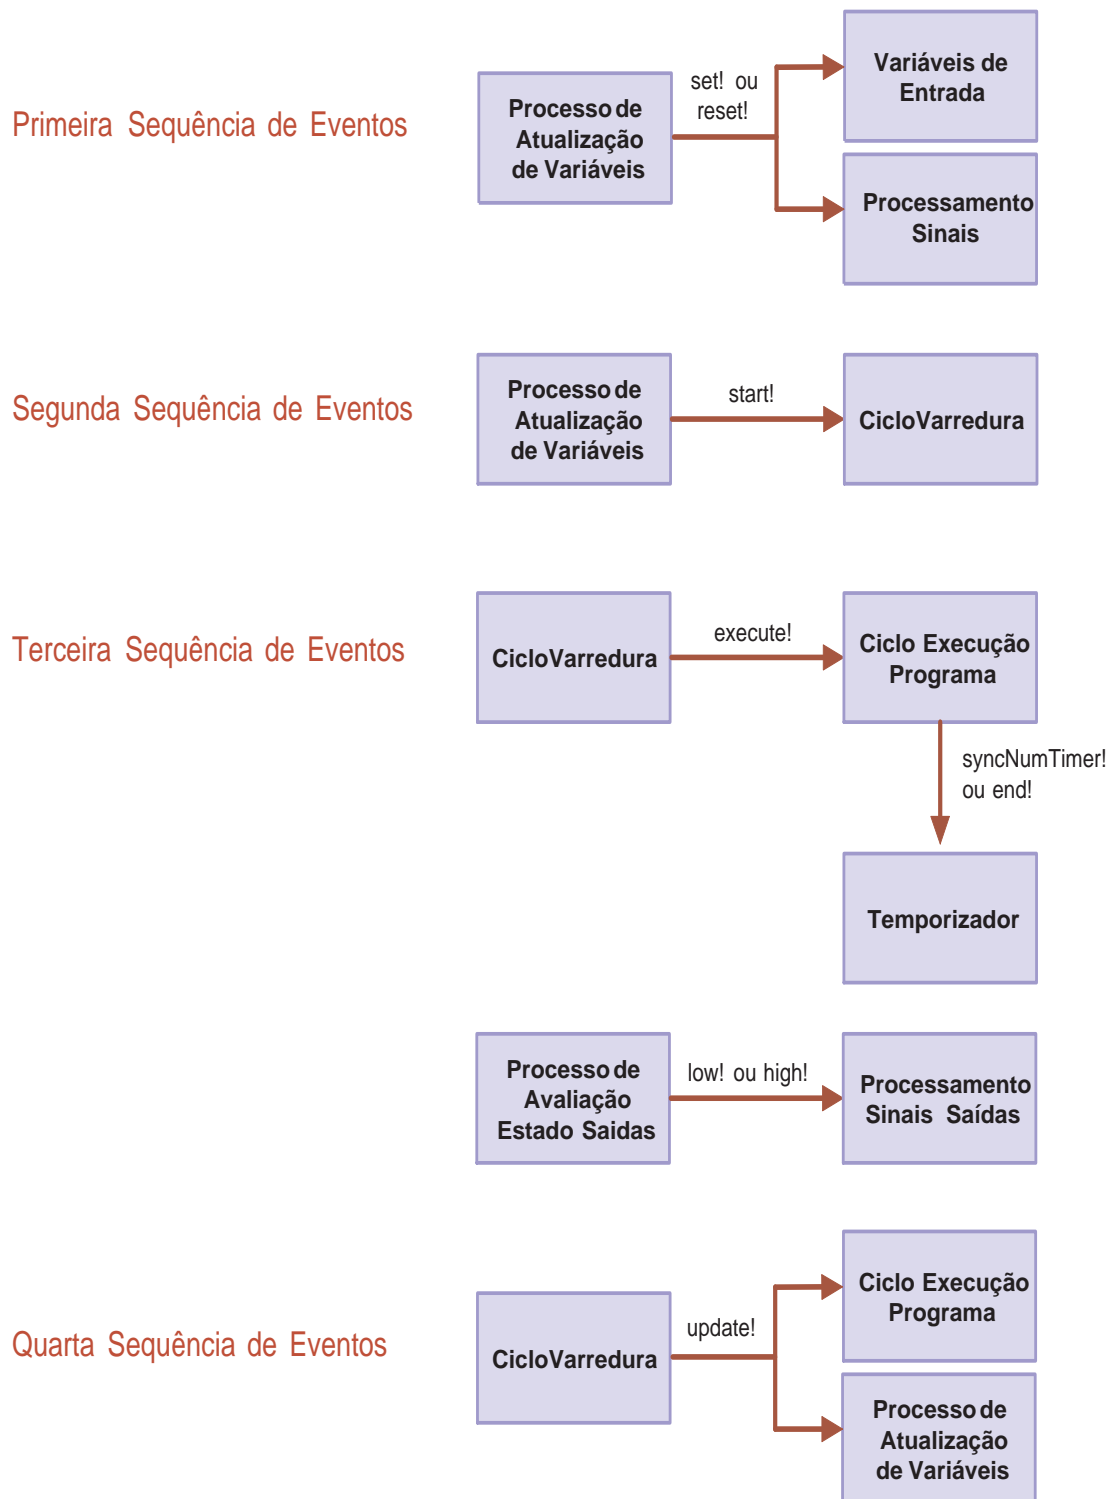 Primeira Sequência de Eventos
Processo de
Atualização
de Variáveis
set! ou
reset!
Variáveis de
Entrada
Processamento
Sinais
Segunda Sequência de Eventos
Processo de
Atualização
de Variáveis
start!
CicloVarredura
Terceira Sequência de Eventos
CicloVarredura
execute!
Ciclo Execução
Programa
syncNumTimer!
ou end!
Temporizador
Processo de
Avaliação
Estado Saidas
low! ou high!
Processamento
Sinais Saídas
Quarta Sequência de Eventos
CicloVarredura
update!
Ciclo Execução
Programa
Processo de
Atualização
de Variáveis